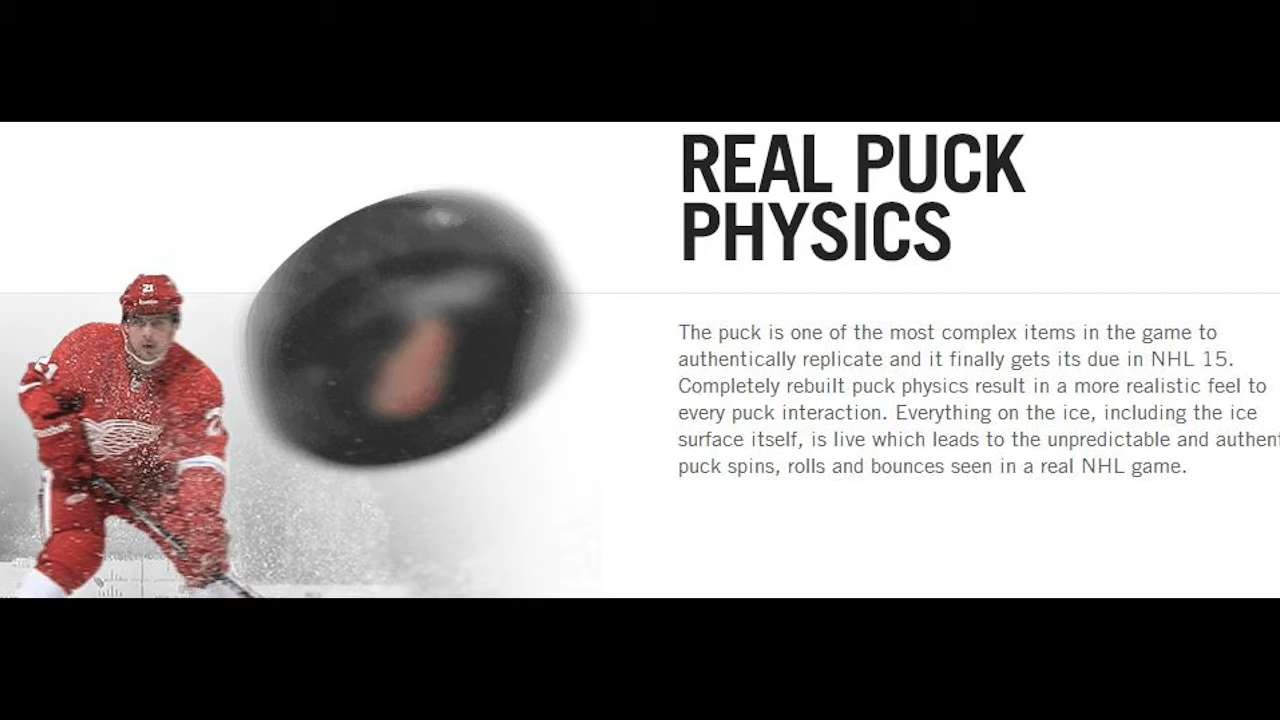 REAL PUCK
PHYSICS
The puck is one of the most complex items in the game to
authentically replicate and it finally gets its due in NHL 15.
Completely rebuilt puck physics result in a more realistic feel to
every puck interaction. Everything on the ice, including the ice
surface itself, is live which leads to the unpredictable and authent
puck spins, rolls and bounces seen in a real NHL game.
21